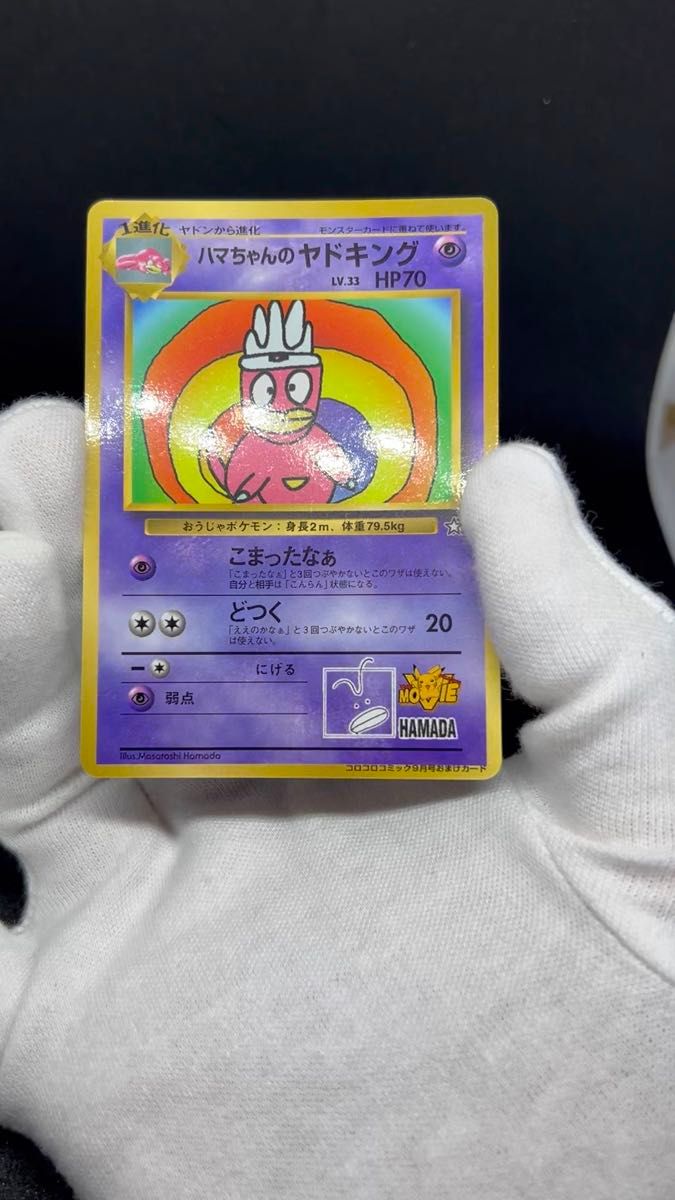 1進化
ヤドンから進化
モンスターカードに重ねて使います。
ハマちゃんのヤドキング
LV.33 HP70
おうじゃポケモン：身長2m、体重79.5kg
こまったなぁ
「こまったなぁ」と3回つぶやかないとこのワザは使えない。
自分と相手は「こんらん」状態になる。
どつく
20
「ええのかなぁ」と3回つぶやかないとこのワザ
は使えない。
にげる
弱点
MOVIE
HAMADA
Illus.Masatoshi Hamada
コロコロコミック9月号おまけカード